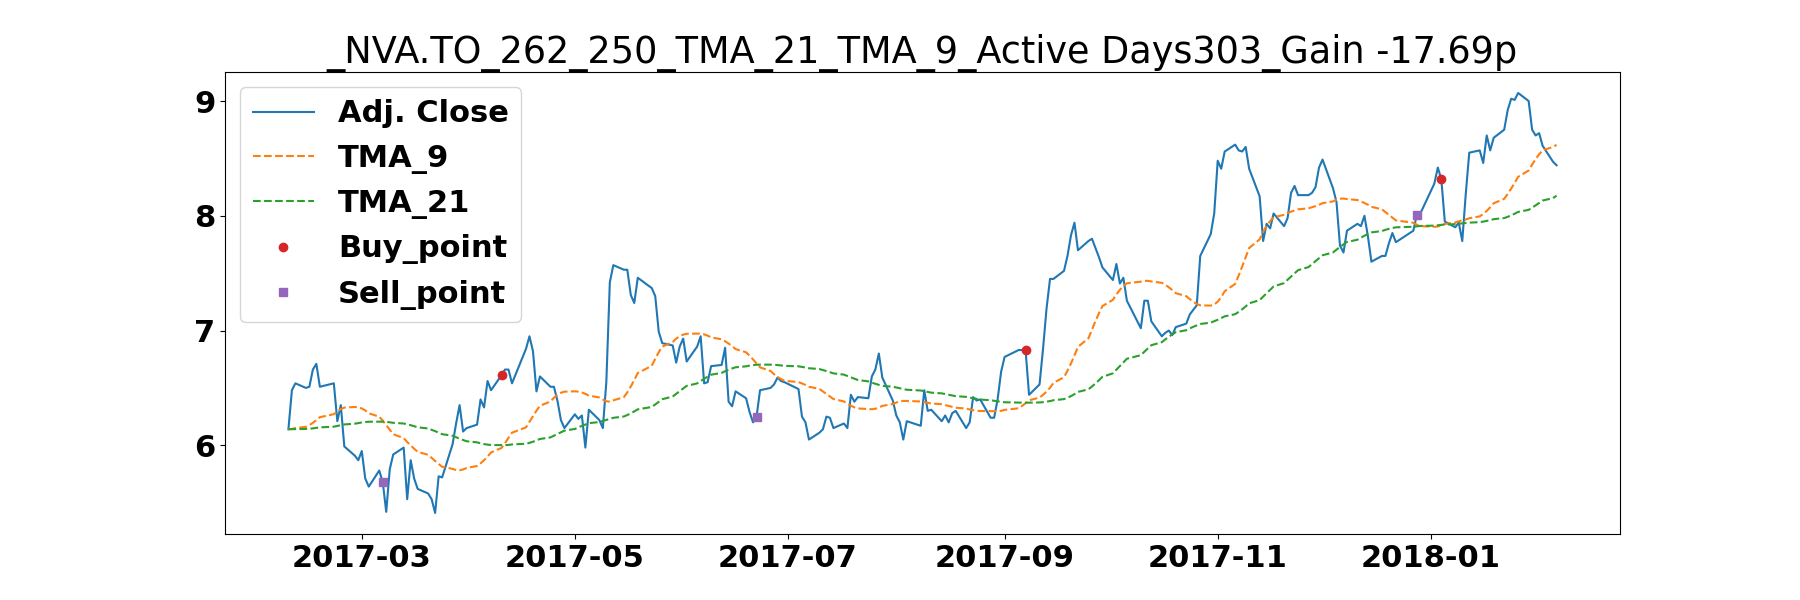 _NVA.TO_262_250_TMA_21_TMA_9_Active Days303_Gain -17.69p
9
8
7
6
Adj. Close
TMA_9
TMA_21
Buy_point
Sell_point
2017-03 2017-05 2017-07 2017-09 2017-11 2018-01